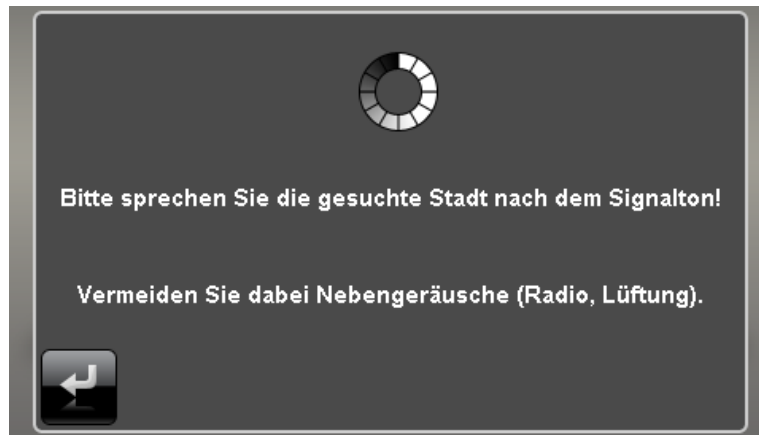 Bitte sprechen Sie die gesuchte Stadt nach dem Signalton!
Vermeiden Sie dabei Nebengeräusche (Radio, Lüftung).